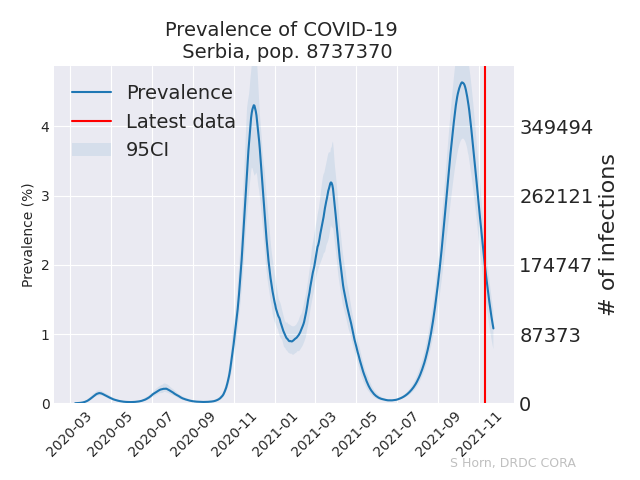 Prevalence of COVID-19
Serbia, pop. 8737370
Prevalence
Latest data
95CI
Prevalence (%)
4
3
2
1
0
349494
262121
174747
87373
0
# of infections
2020-03
2020-05
2020-07
2020-09
2020-11
2021-01
2021-03
2021-05
2021-07
2021-09
2021-11
S Horn, DRDC CORA